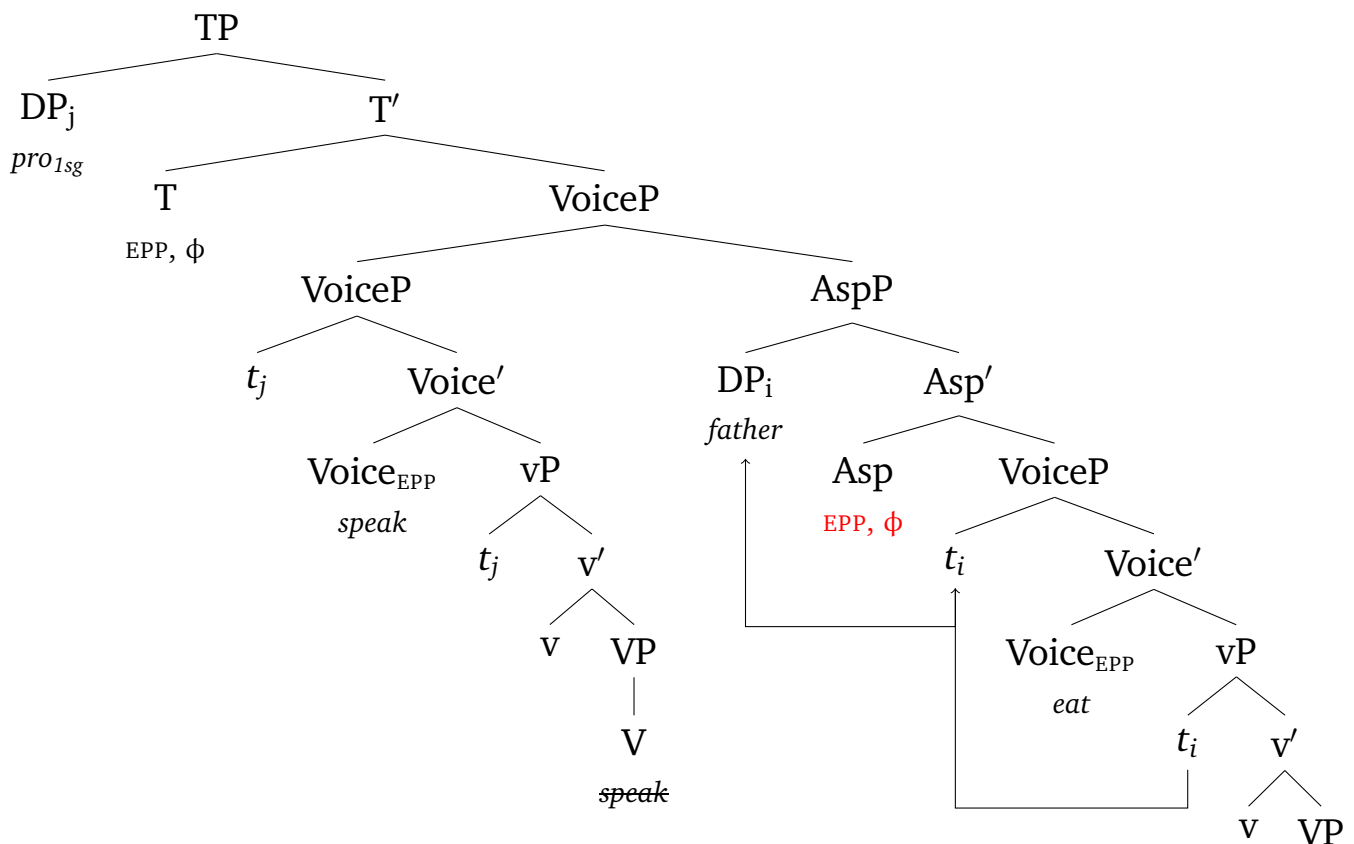 TP
DPj T′
pro1sg
T VoiceP
EPP, ϕ
VoiceP AspP
tj Voice′ DPi Asp′
father
VoiceEPP vP Asp VoiceP
speak EPP, ϕ
tj v′ ti Voice′
v VP VoiceEPP vP
eat
V ti v′
speak
v VP